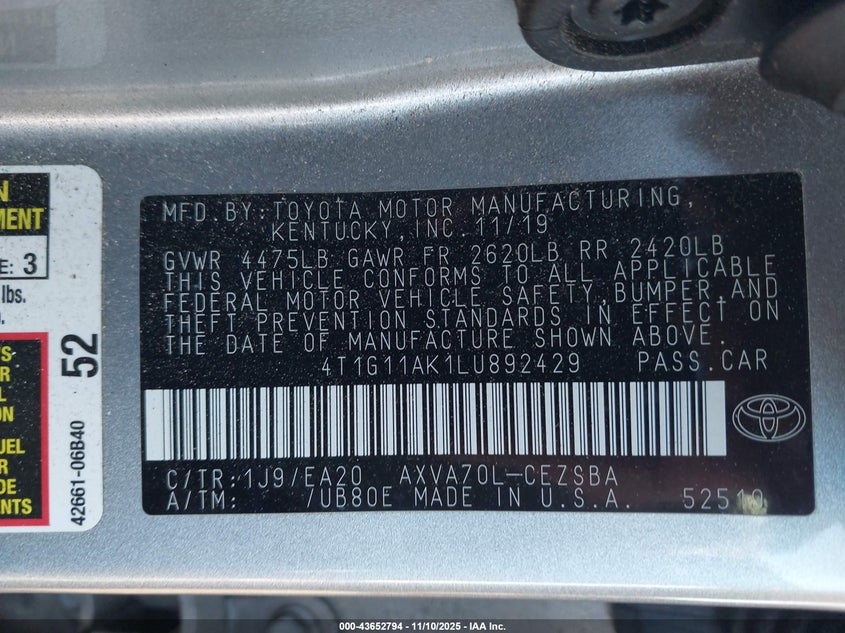 MFD.BY:TOYOTA MOTOR MANUFACTURING,
KENTUCKY,INC.11/19
GVWR 4475LB GAWR FR 2620LB RR 2420LB
THIS VEHICLE CONFORMS TO ALL APPLICABLE
FEDERAL MOTOR VEHICLE SAFETY,BUMPER,AND
THEFT PREVENTION STANDARDS IN EFFECT ON
THE DATE OF MANUFACTURE SHOWN ABOVE.
4T1G11AK1LU892429 PASS.CAR
C/TR:1J9/EA20 AXVA70L-CEZSBA
A/TM: /UB80E MADE IN U.S.A.
3
lbs.
52
42661-06B40
000-43652794 - 11/10/2025 - IAA Inc.